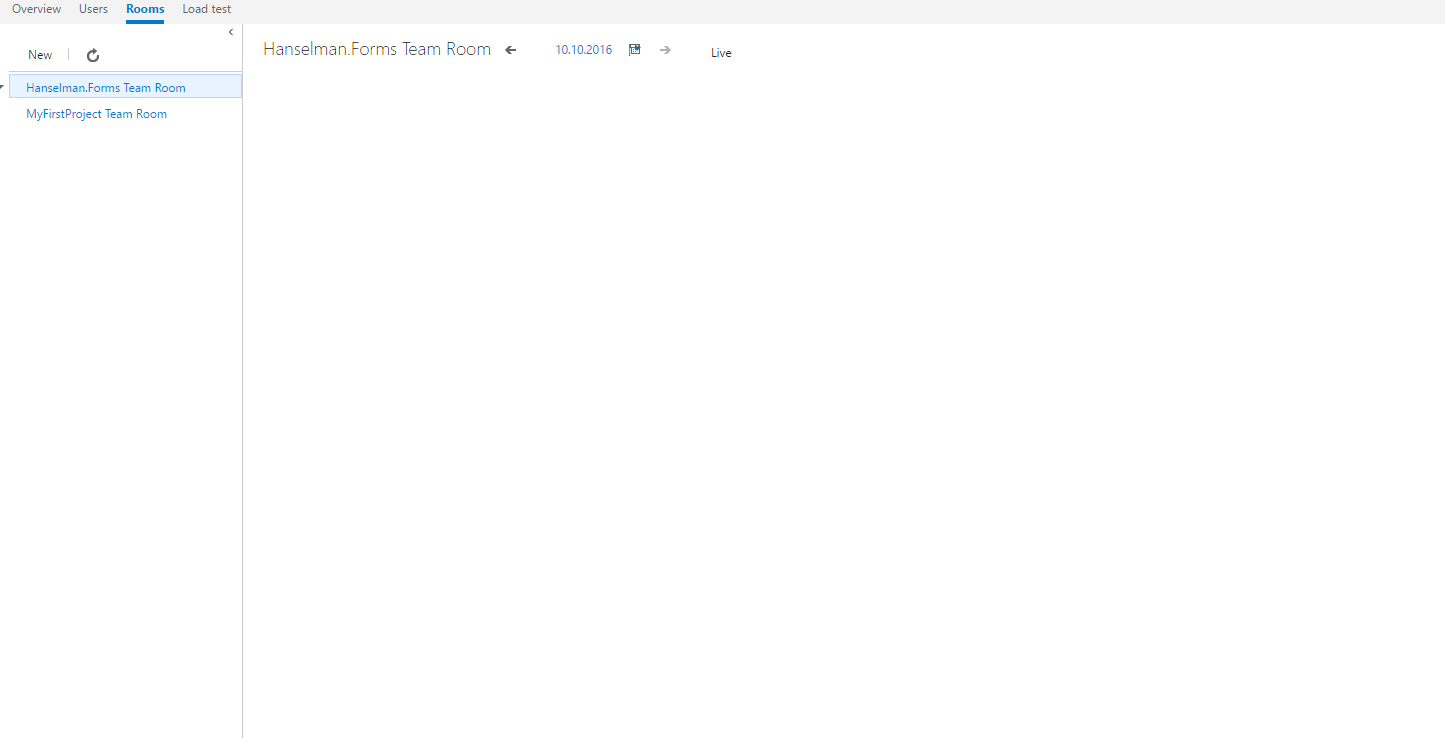 Overview Users Rooms Load test
New
Hanselman.Forms Team Room
MyFirstProject Team Room
Hanselman.Forms Team Room 10.10.2016 Live